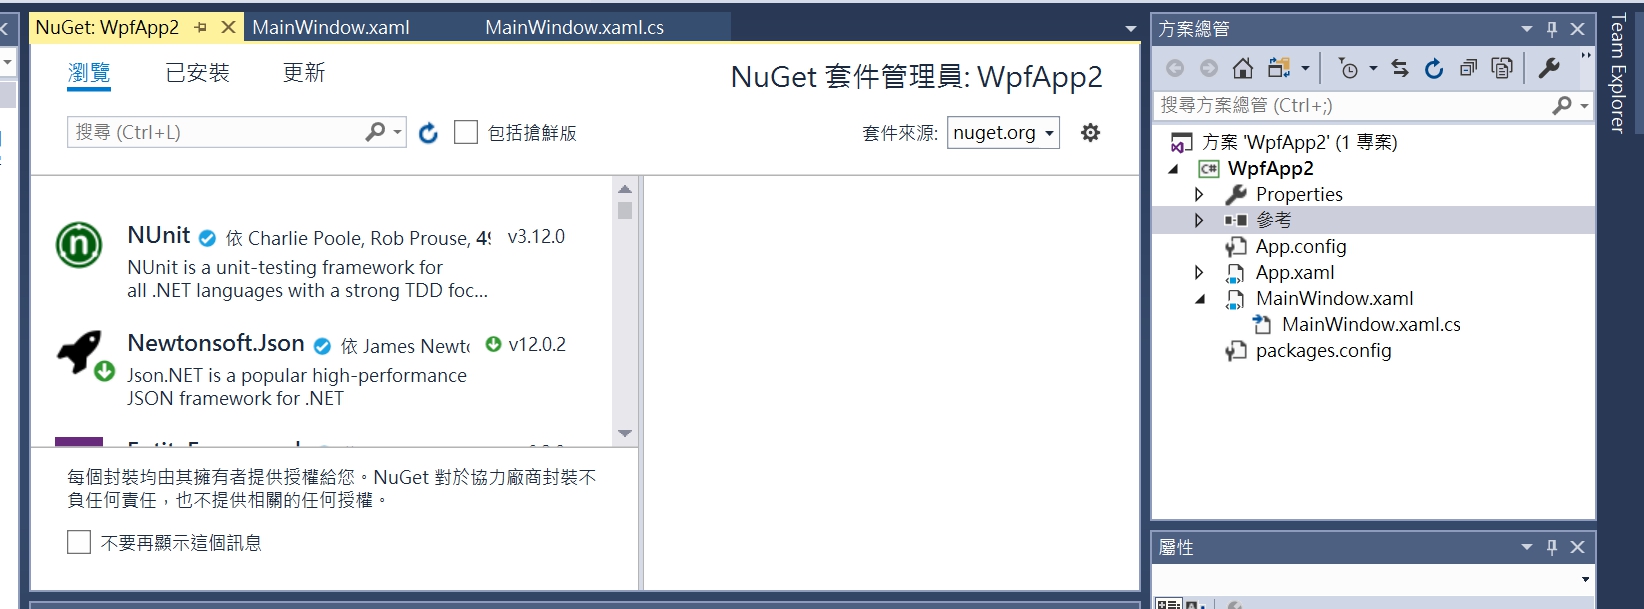 NuGet: WpfApp2
MainWindow.xaml
MainWindow.xaml.cs
瀏覽
已安裝
更新
NuGet 套件管理員: WpfApp2
搜尋 (Ctrl+L)
包括搶鮮版
套件來源:
nuget.org
NUnit
依 Charlie Poole, Rob Prouse,
v3.12.0
NUnit is a unit-testing framework for
all .NET languages with a strong TDD foc...
Newtonsoft.Json
依 James Newto
v12.0.2
Json.NET is a popular high-performance
JSON framework for .NET
每個封裝均由其擁有者提供授權給您。NuGet 對於協力廠商封裝不
負任何責任，也不提供相關的任何授權。
不要再顯示這個訊息
方案總管
搜尋方案總管 (Ctrl+;)
方案 'WpfApp2' (1 專案)
C# WpfApp2
Properties
參考
App.config
App.xaml
MainWindow.xaml
MainWindow.xaml.cs
packages.config
屬性
Team Explorer